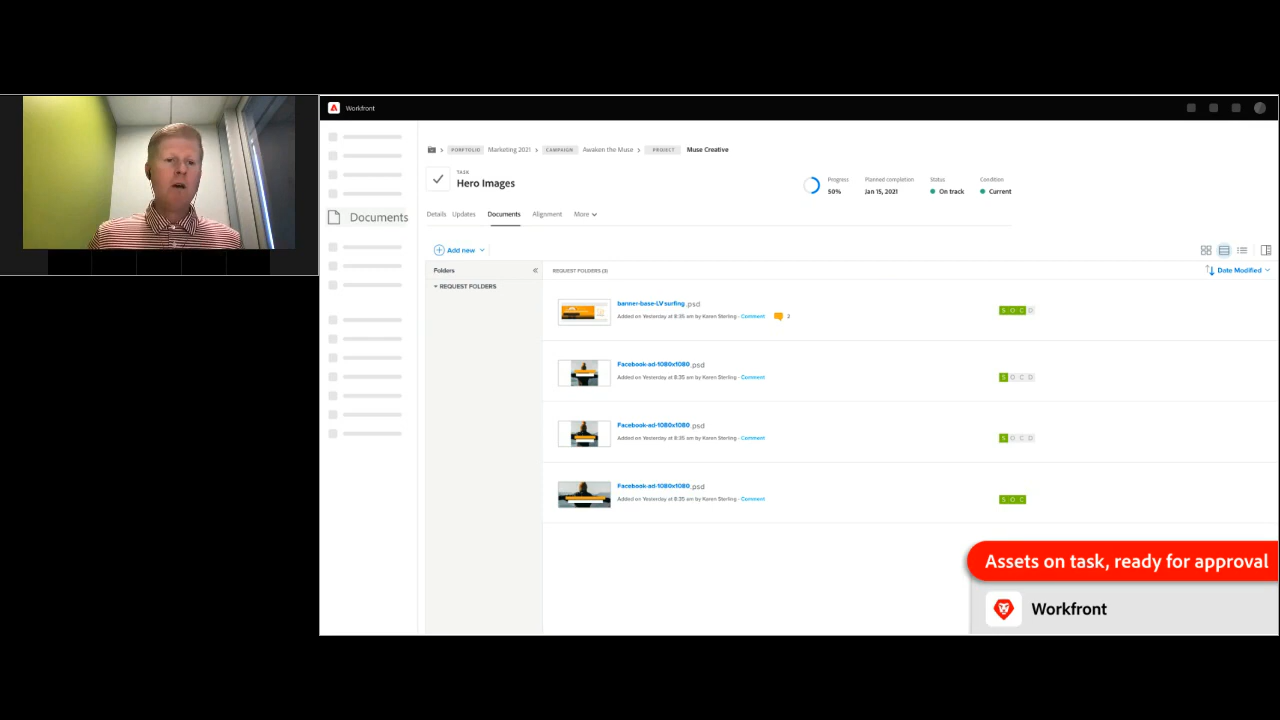 Workfront
Documents
PORTFOLIO Marketing 2021 > CAMPAIGN Awaken the Muse > PROJECT Muse Creative
TASK
Hero Images
Progress
50%
Planned completion
Jan 15, 2021
Status
On track
Condition
Current
Details Updates Documents Alignment More
Add new
Folders
REQUEST FOLDERS
REQUEST FOLDERS (3)
Date Modified
banner-base-LV surfing .psd
Added on Yesterday at 8:35 am by Karen Sterling - Comment 2
S O C D
Facebook-ad-1080x1080 .psd
Added on Yesterday at 8:35 am by Karen Sterling - Comment
S O C D
Facebook-ad-1080x1080 .psd
Added on Yesterday at 8:35 am by Karen Sterling - Comment
S O C D
Facebook-ad-1080x1080 .psd
Added on Yesterday at 8:35 am by Karen Sterling - Comment
S O C
Assets on task, ready for approval
Workfront